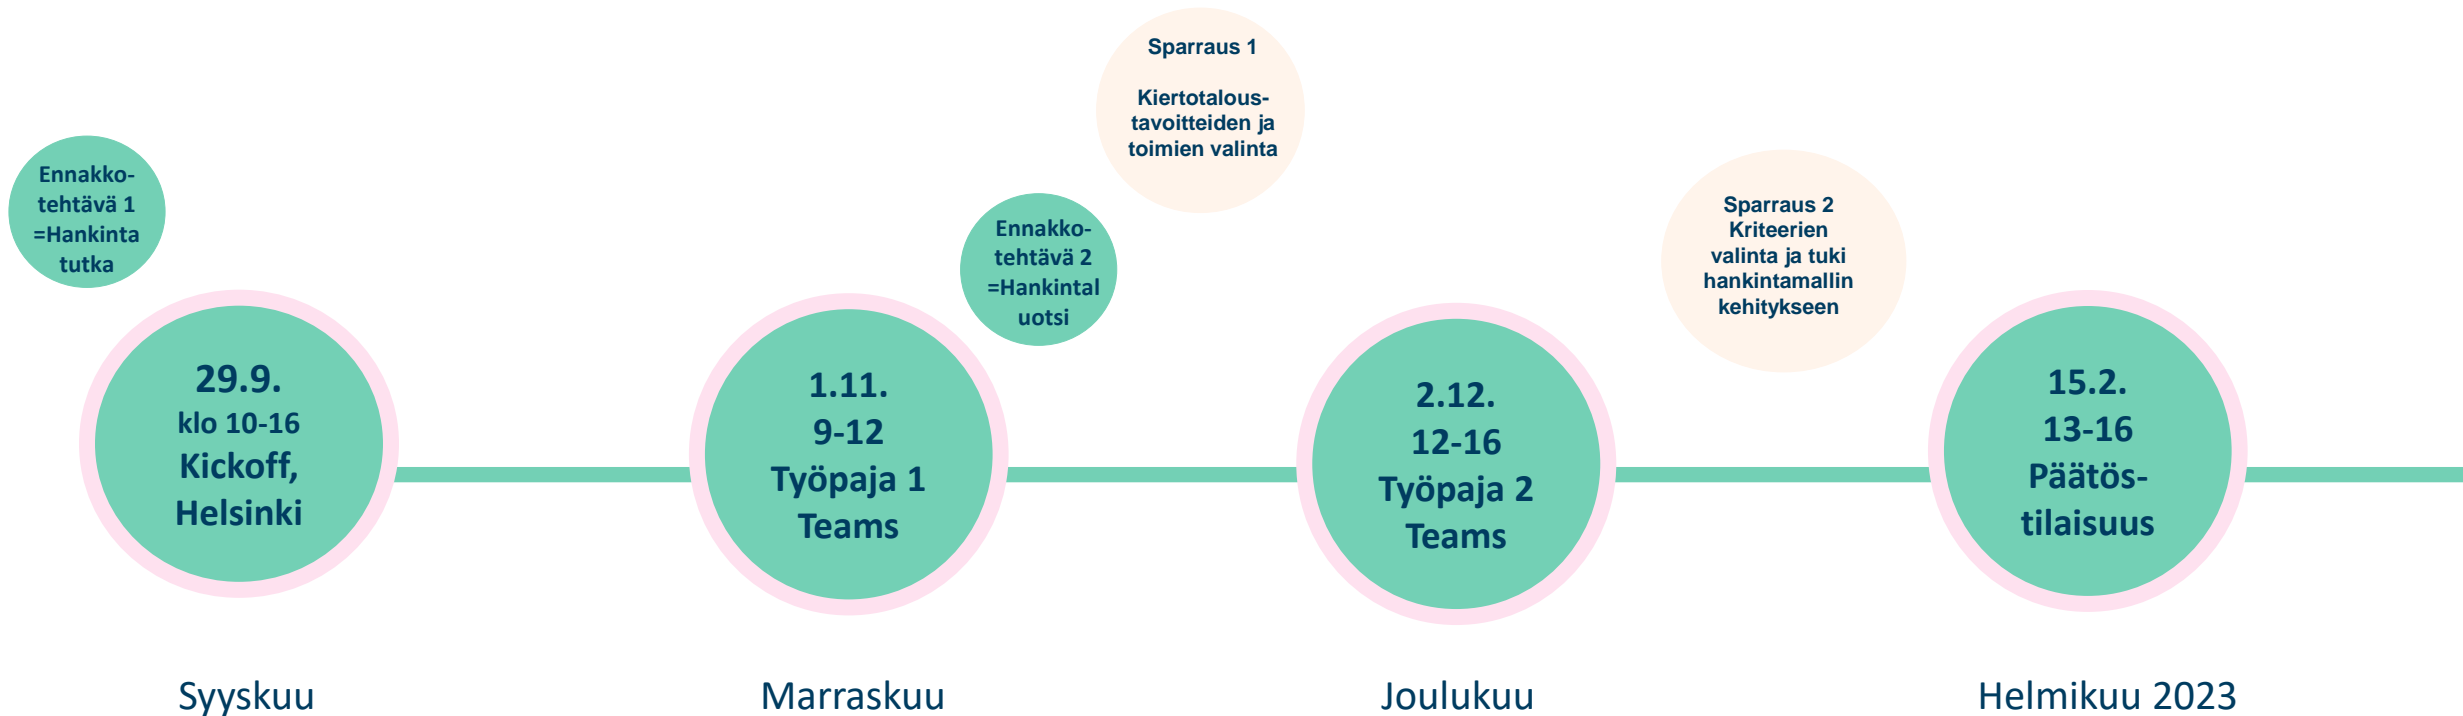 Ennakko-
tehtävä 1
=Hankinta
tutka
29.9.
klo 10-16
Kickoff,
Helsinki
Syyskuu
1.11.
9-12
Työpaja 1
Teams
Marraskuu
Ennakko-
tehtävä 2
=Hankintal
uotsi
Sparraus 1
Kiertotalous-
tavoitteiden ja
toimien valinta
2.12.
12-16
Työpaja 2
Teams
Joulukuu
Sparraus 2
Kriteerien
valinta ja tuki
hankintamallin
kehitykseen
15.2.
13-16
Päätös-
tilaisuus
Helmikuu 2023